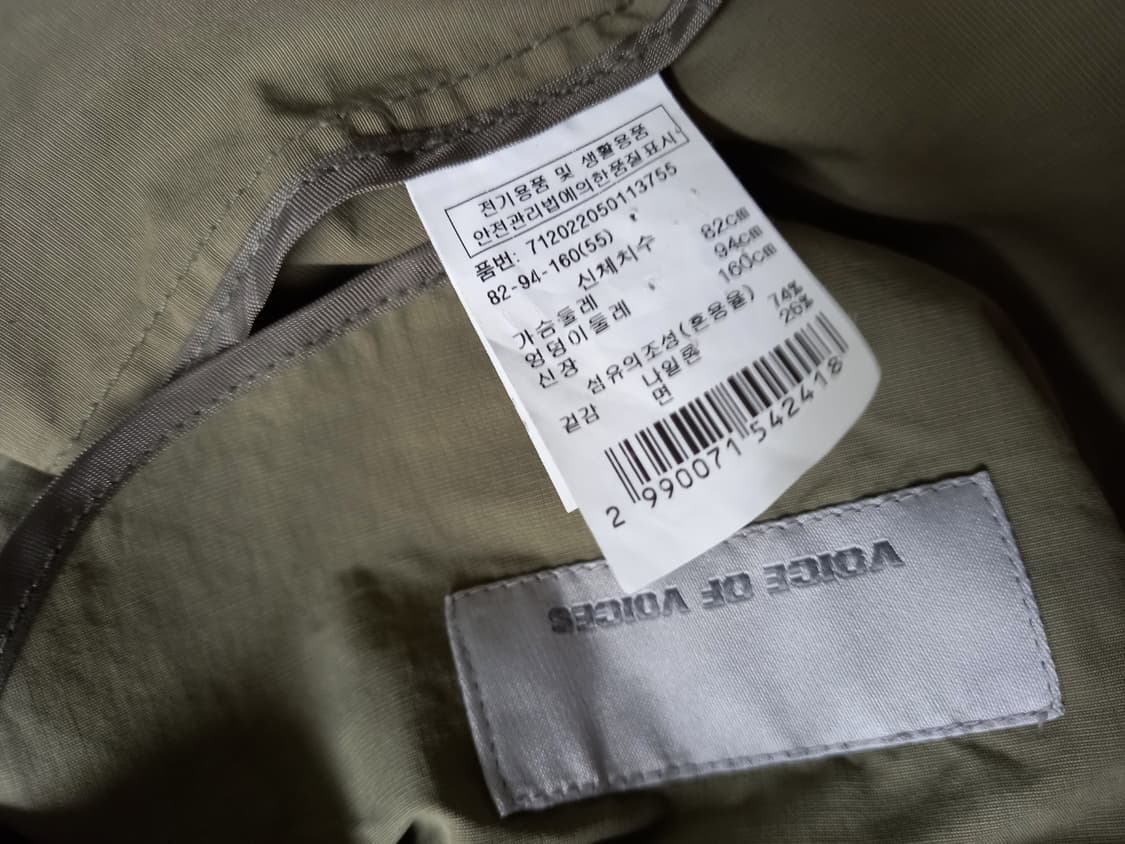 전기용품 및 생활용품
안전관리법에의한품질표시
품번: 712022050113755
82-94-160(55)
신체치수
가슴둘레 82cm
엉덩이둘레 94cm
신장 160cm
섬유의조성(혼용율)
겉감 나일론 74%
면 26%
2 990071 542418
VOICE OF VOICES